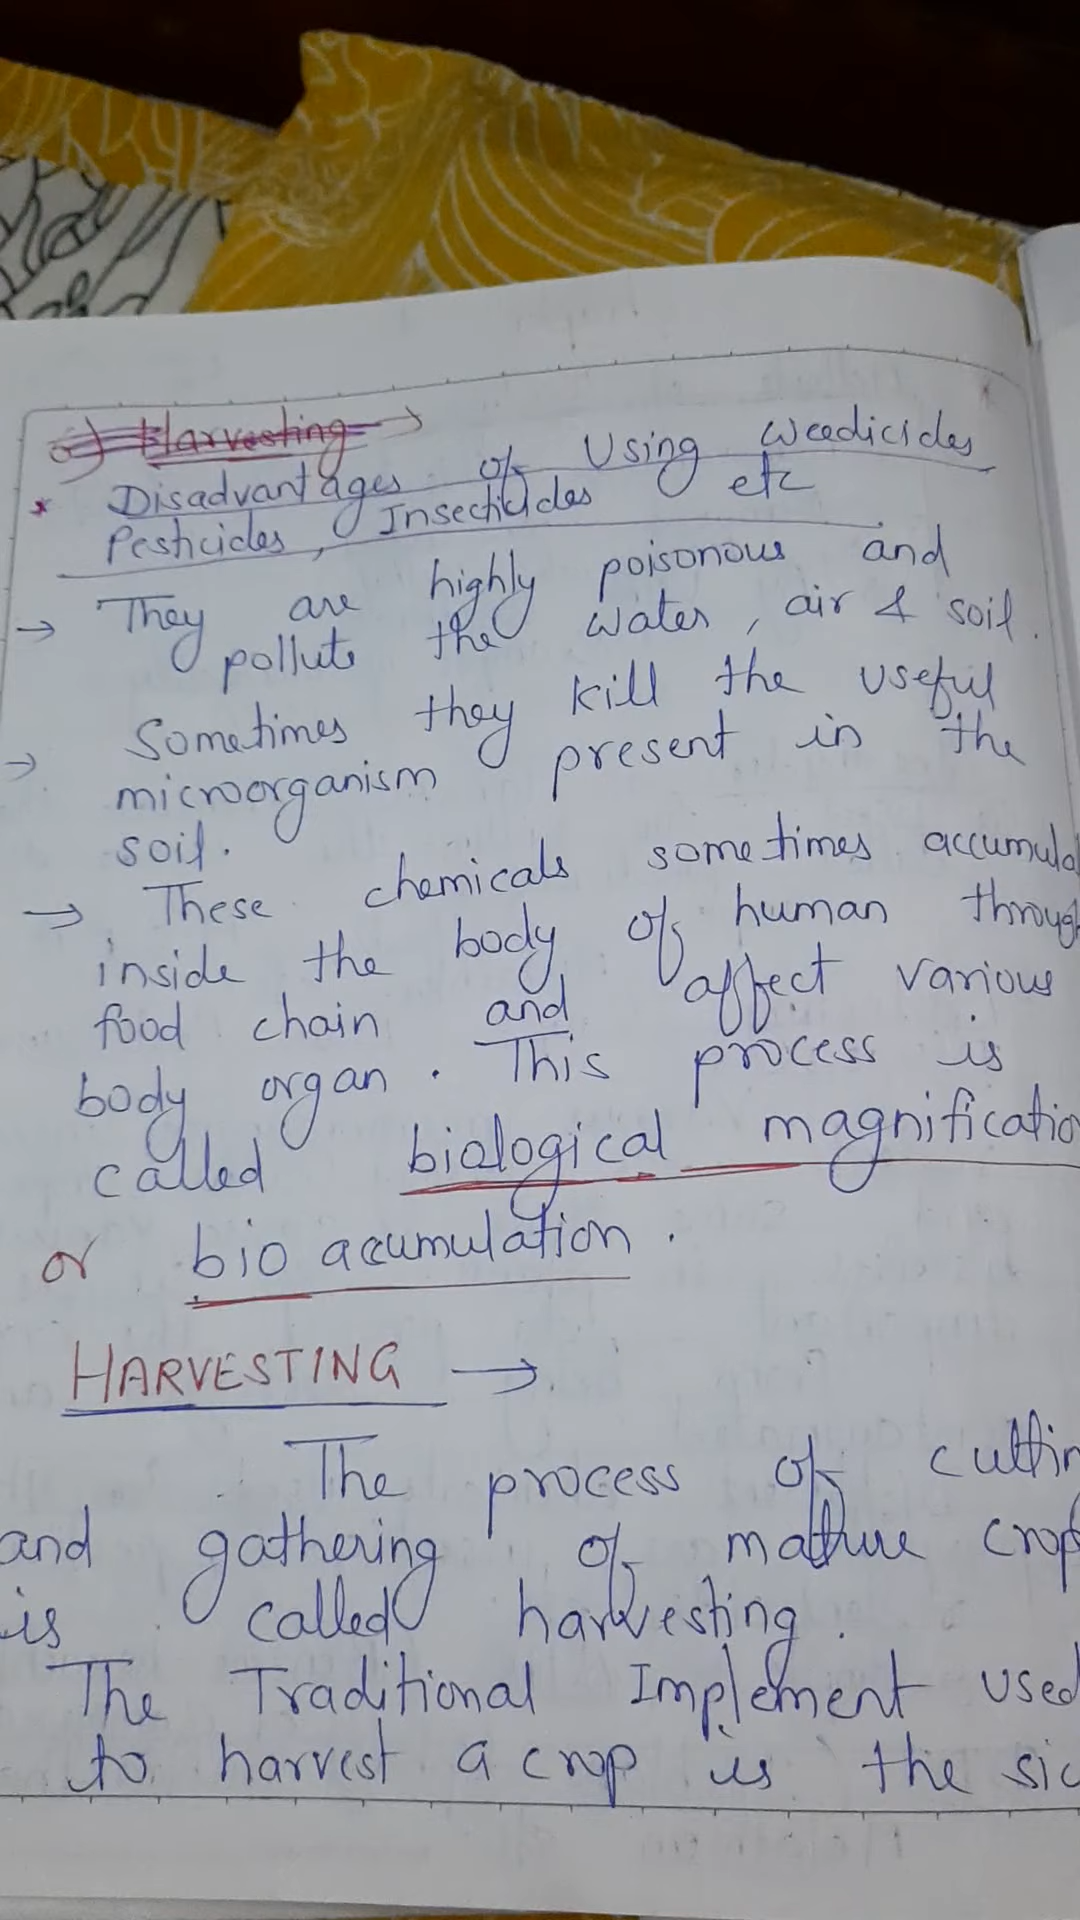 Harvesting →
* Disadvantages of Using Weedicides
Pesticides, Insecticides etc
→ They are highly poisonous and
pollute the water, air & soil.
→ Sometimes they kill the useful
microorganism present in the
soil.
→ These chemicals sometimes accumula
inside the body of human throug
food chain and affect various
body organ. This process is
called biological magnificatio
or bio acumulation.
HARVESTING →
The process of cuttin
and gathering of mature crop
is called harvesting.
The Traditional Implement used
to harvest a crop is the sic